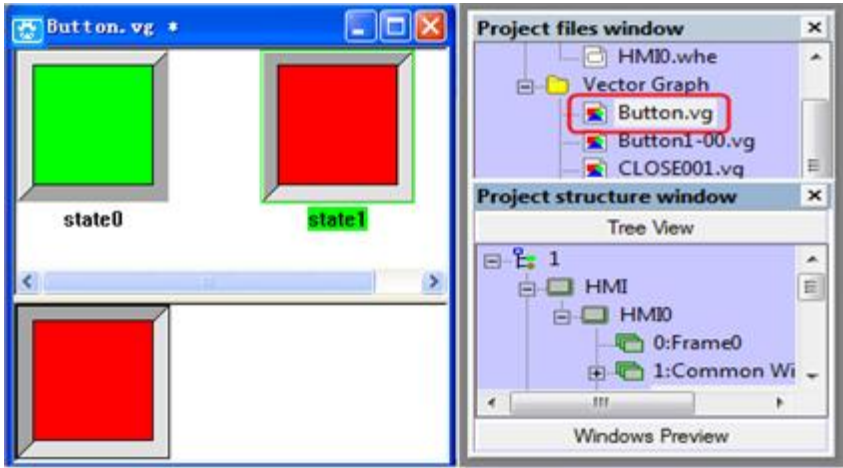 Button.vg *
state0
state1
Project files window
HMI0.whe
Vector Graph
Button.vg
Button1-00.vg
CLOSE001.vg
Project structure window
Tree View
1
HMI
HMI0
0:Frame0
1:Common Wi
Windows Preview